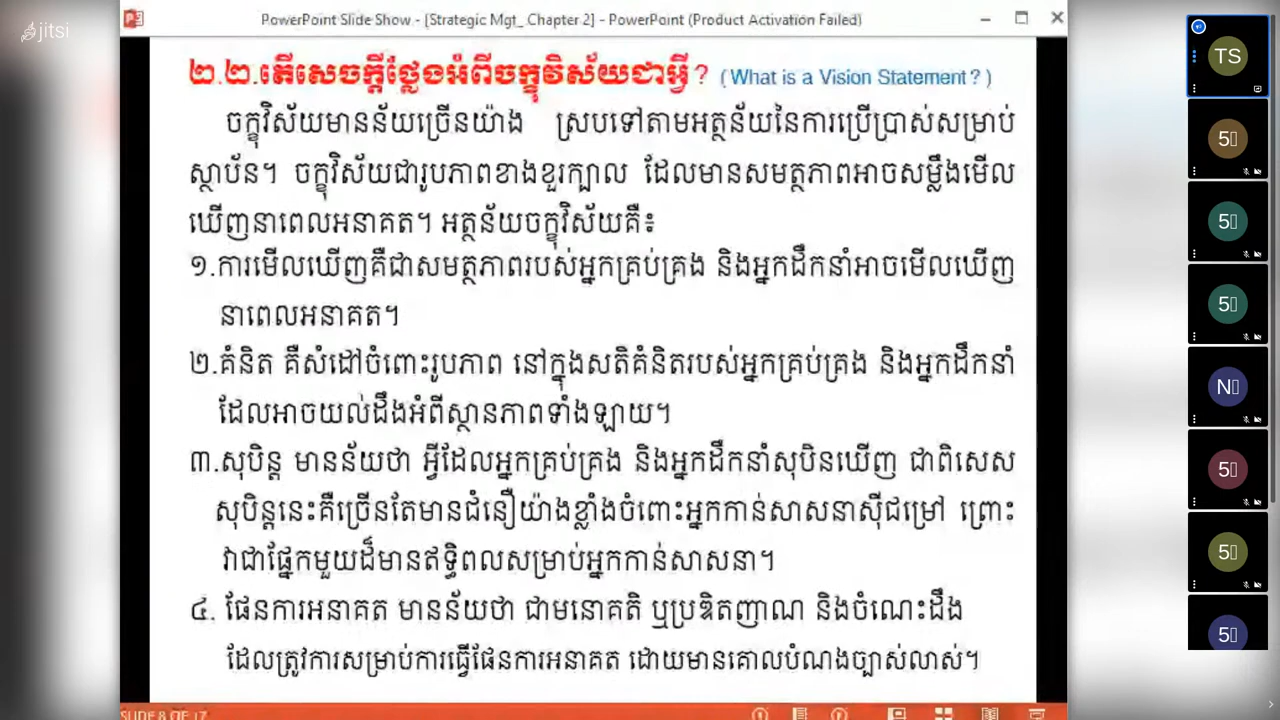 jitsi
PowerPoint Slide Show - [Strategic Mgt_ Chapter 2] - PowerPoint (Product Activation Failed)
២.២.តើសេចក្តីថ្លែងអំពីចក្ខុវិស័យជាអ្វី? (What is a Vision Statement?)
ចក្ខុវិស័យមានន័យច្រើនយ៉ាង ស្របទៅតាមអត្ថន័យនៃការប្រើប្រាស់សម្រាប់
ស្ថាប័ន។ ចក្ខុវិស័យជារូបភាពខាងខួរក្បាល ដែលមានសមត្ថភាពអាចសម្លឹងមើល
ឃើញនាពេលអនាគត។ អត្ថន័យចក្ខុវិស័យគឺ៖
១.ការមើលឃើញគឺជាសមត្ថភាពរបស់អ្នកគ្រប់គ្រង និងអ្នកដឹកនាំអាចមើលឃើញ
នាពេលអនាគត។
២.គំនិត គឺសំដៅចំពោះរូបភាព នៅក្នុងសតិគំនិតរបស់អ្នកគ្រប់គ្រង និងអ្នកដឹកនាំ
ដែលអាចយល់ដឹងអំពីស្ថានភាពទាំងឡាយ។
៣.សុបិន្ត មានន័យថា អ្វីដែលអ្នកគ្រប់គ្រង និងអ្នកដឹកនាំសុបិនឃើញ ជាពិសេស
សុបិន្តនេះគឺច្រើនតែមានជំនឿយ៉ាងខ្លាំងចំពោះអ្នកកាន់សាសនាស៊ីជម្រៅ ព្រោះ
វាជាផ្នែកមួយដ៏មានឥទ្ធិពលសម្រាប់អ្នកកាន់សាសនា។
៤. ផែនការអនាគត មានន័យថា ជាមនោគតិ ឬប្រឌិតញាណ និងចំណេះដឹង
ដែលត្រូវការសម្រាប់ការធ្វើផែនការអនាគត ដោយមានគោលបំណងច្បាស់លាស់។
SLIDE 8 OF 17
TS
5
5
5
N
5
5
5